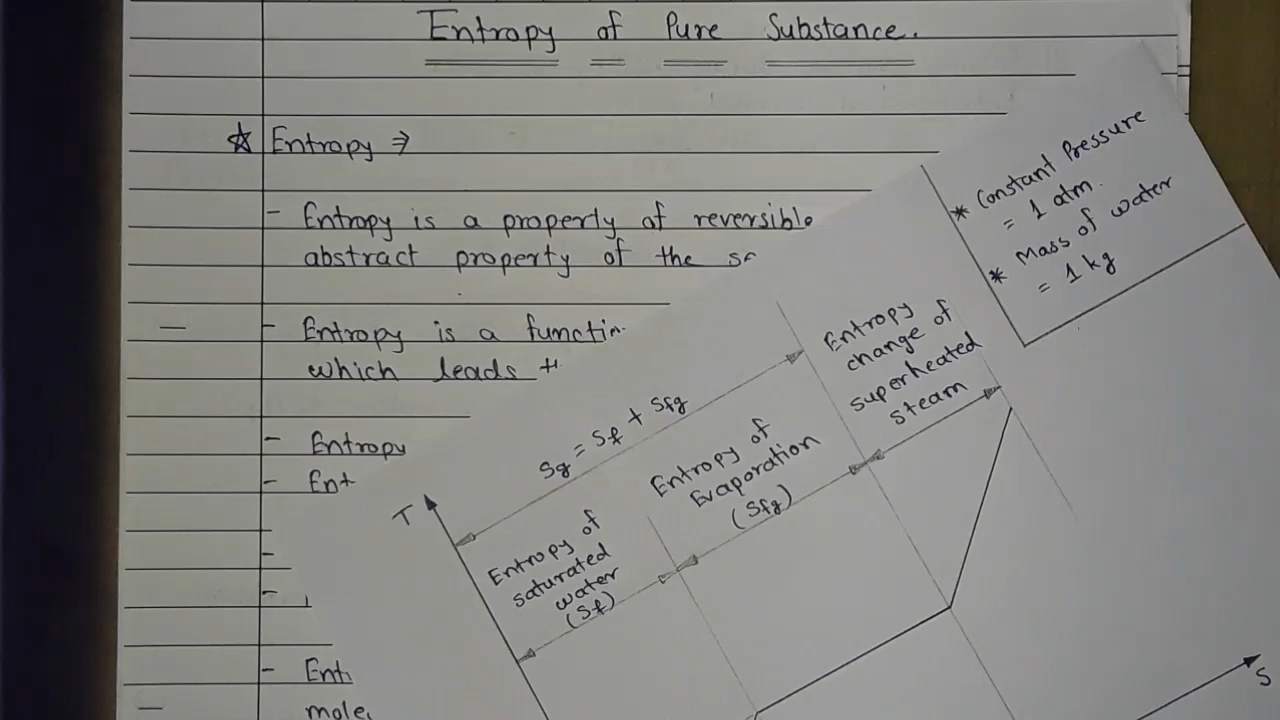 Entropy of Pure Substance.
☆ Entropy ⇒
- Entropy is a property of reversible
abstract property of the
- Entropy is a
which leads
- Entropy
-
-
-
-
* Constant Pressure
= 1 atm.
* Mass of water
= 1 kg
Entropy
change of
superheated
steam
Sg = Sf + Sfg
Entropy of
Evaporation
(Sfg)
T
Entropy of
saturated
water
(Sf)
S